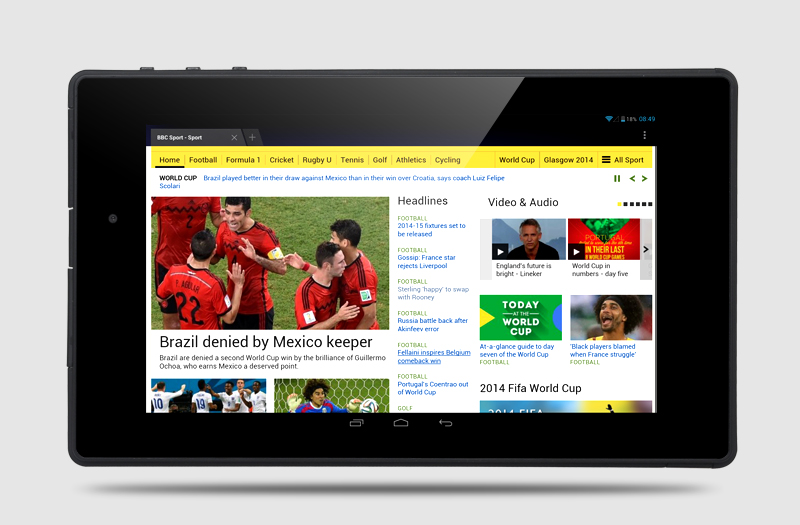 18% 08:49
BBC Sport - Sport
Home Football Formula 1 Cricket Rugby U Tennis Golf Athletics Cycling World Cup Glasgow 2014 All Sport
WORLD CUP Brazil played better in their draw against Mexico than in their win over Croatia, says coach Luiz Felipe
Scolari
22
Brazil denied by Mexico keeper
Brazil are denied a second World Cup win by the brilliance of Guillermo
Ochoa, who earns Mexico a deserved point.
10
Headlines
FOOTBALL
2014-15 fixtures set to
be released
FOOTBALL
Gossip: France star
rejects Liverpool
FOOTBALL
Sterling 'happy' to swap
with Rooney
FOOTBALL
Russia battle back after
Akinfeev error
FOOTBALL
Fellaini inspires Belgium
comeback win
FOOTBALL
Portugal's Coentrao out
of World Cup
GOLF
Video & Audio
England's future is
bright - Lineker
PORTUGAL
IN THEIR LAST
WORLD CUP GAMES
World Cup in
numbers - day five
TODAY
AT THE
WORLD
CUP
At-a-glance guide to day
seven of the World Cup
FOOTBALL
'Black players blamed
when France struggle'
FOOTBALL
2014 Fifa World Cup
2014 FIFA